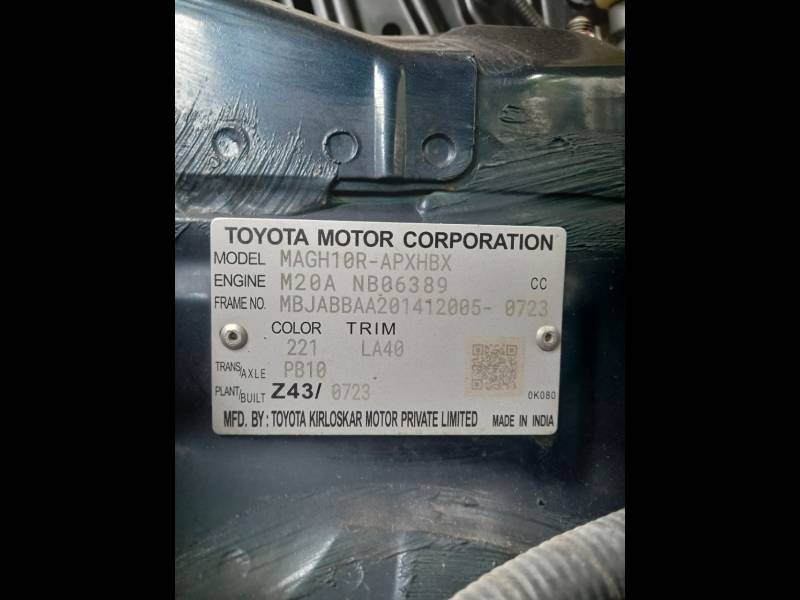 TOYOTA MOTOR CORPORATION
MODEL MAGH10R-APXHBX
ENGINE M20A NB06389 CC
FRAME NO. MBJABBAA201412005- 0723
COLOR TRIM
221 LA40
TRANS/AXLE PB10
PLANT/BUILT Z43/ 0723
0K080
MFD. BY : TOYOTA KIRLOSKAR MOTOR PRIVATE LIMITED MADE IN INDIA